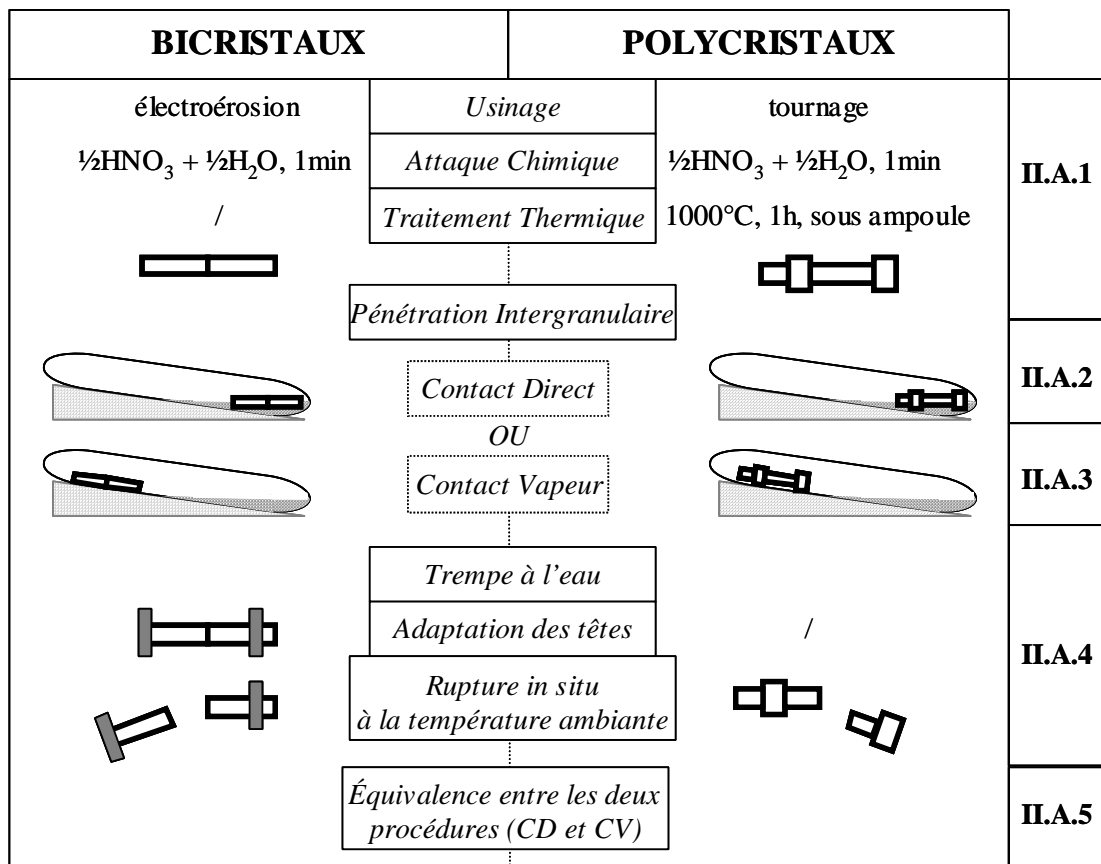 BICRISTAUX POLYCRISTAUX
électroérosion Usinage tournage
½HNO₃ + ½H₂O, 1min Attaque Chimique ½HNO₃ + ½H₂O, 1min
II.A.1
/ Traitement Thermique 1000°C, 1h, sous ampoule
Pénétration Intergranulaire
Contact Direct
II.A.2
OU
Contact Vapeur
II.A.3
Trempe à l’eau
Adaptation des têtes /
II.A.4
Rupture in situ
à la température ambiante
Équivalence entre les deux
procédures (CD et CV)
II.A.5